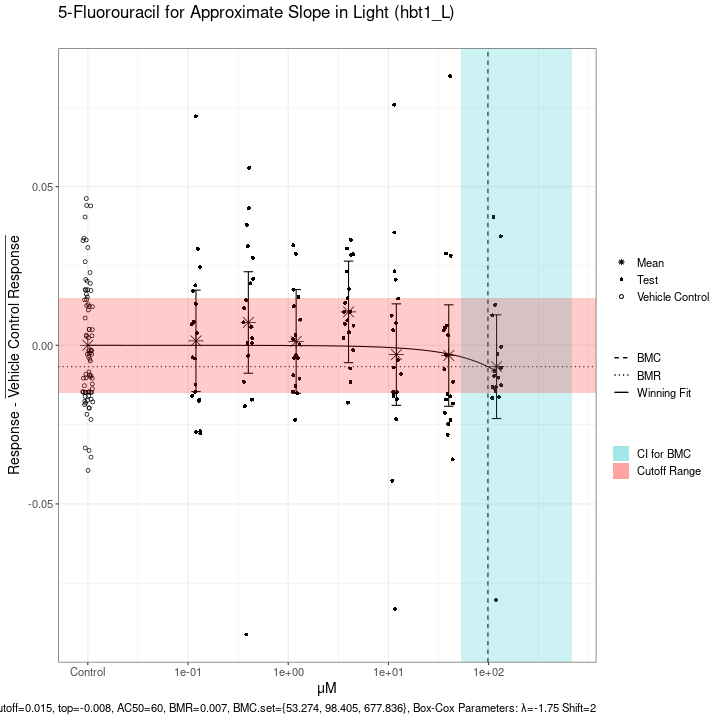 5-Fluorouracil for Approximate Slope in Light (hbt1_L)
Response - Vehicle Control Response
0.05
0.00
-0.05
Control
1e-01
1e+00
1e+01
1e+02
μM
Mean
Test
Vehicle Control
BMC
BMR
Winning Fit
CI for BMC
Cutoff Range
utoff=0.015, top=-0.008, AC50=60, BMR=0.007, BMC.set={53.274, 98.405, 677.836}, Box-Cox Parameters: λ=-1.75 Shift=2